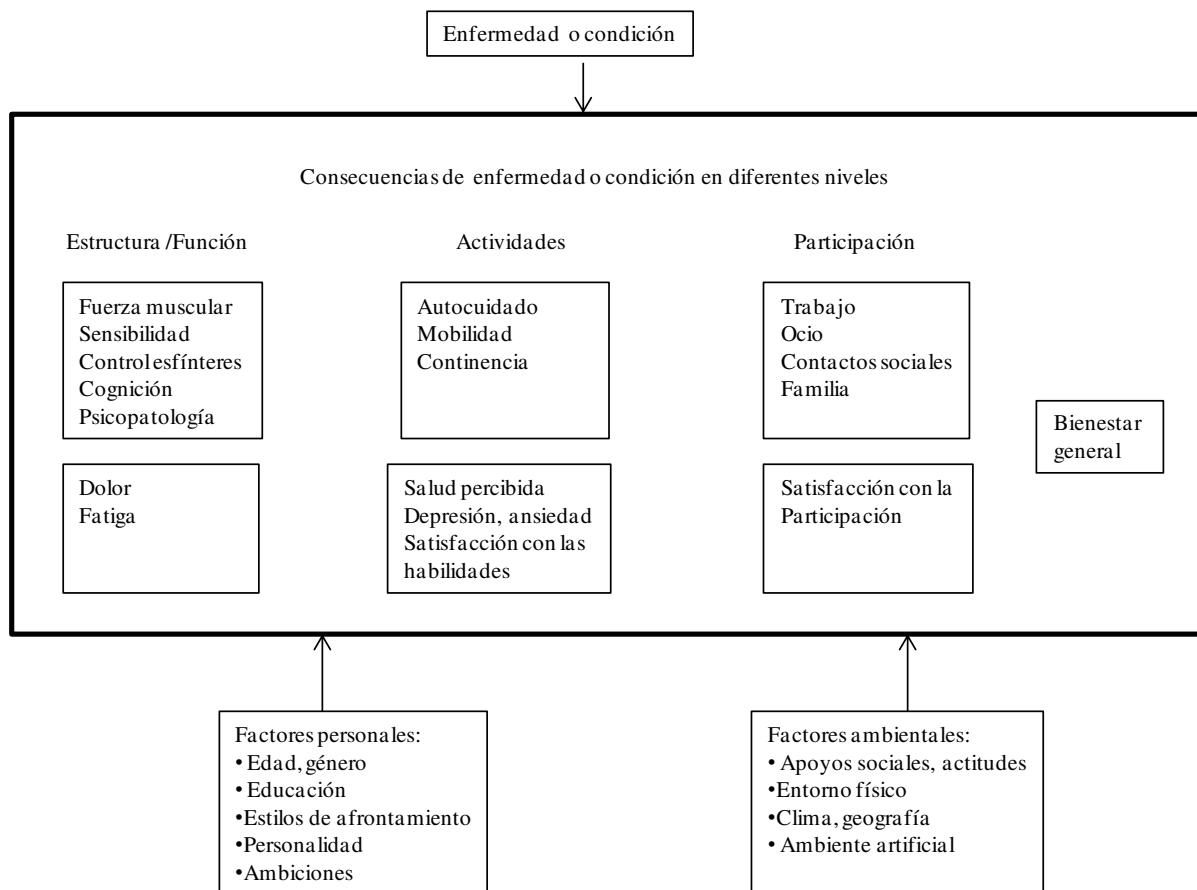 Enfermedad o condición
Consecuencias de enfermedad o condición en diferentes niveles
Estructura /Función
Fuerza muscular
Sensibilidad
Control esfínteres
Cognición
Psicopatología
Dolor
Fatiga
Actividades
Autocuidado
Mobilidad
Continencia
Salud percibida
Depresión, ansiedad
Satisfacción con las
habilidades
Participación
Trabajo
Ocio
Contactos sociales
Familia
Satisfacción con la
Participación
Bienestar
general
Factores personales:
• Edad, género
• Educación
•Estilos de afrontamiento
•Personalidad
•Ambiciones
Factores ambientales:
• Apoyos sociales, actitudes
•Entorno físico
•Clima, geografía
• Ambiente artificial